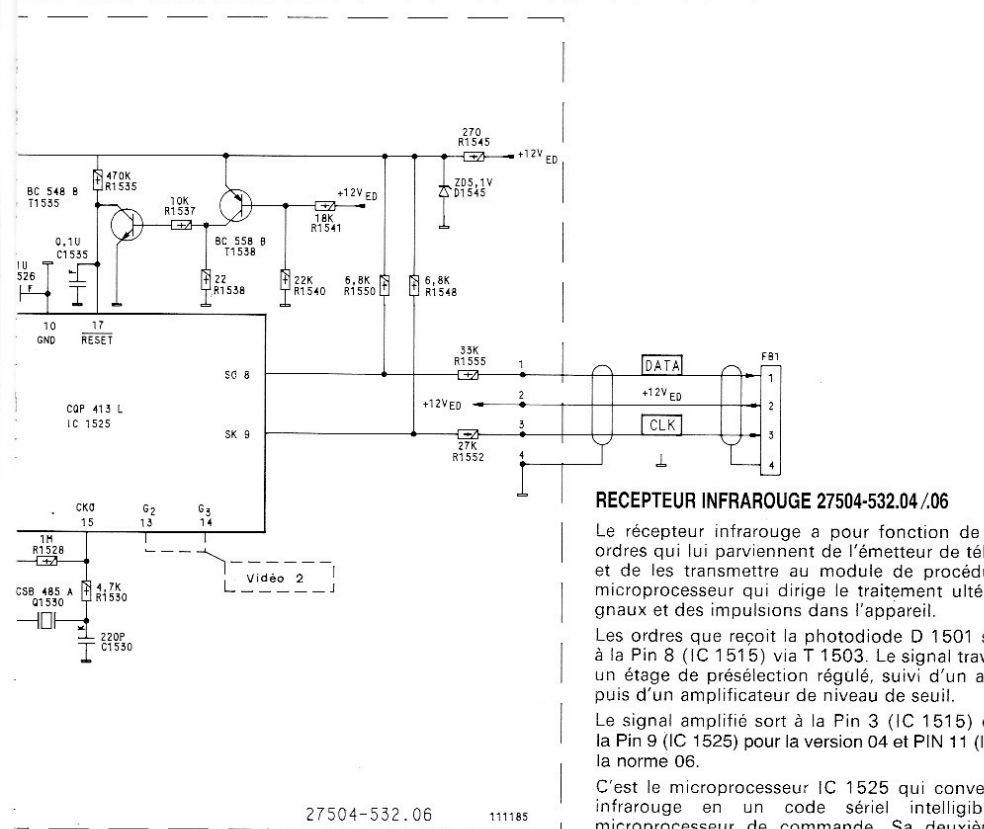 270
R1545
+12V ED
470K
R1535
BC 548 B
T1535
10K
R1537
+12V ED
18K
R1541
ZD5,1V
D1545
0,1U
C1535
BC 558 B
T1538
1U
526
F
F
22
R1538
22K
R1540
6,8K
R1550
6,8K
R1548
10
GND
17
RESET
33K
R1555
1
DATA
FB1
1
SG 8
+12V ED
2
+12V ED
2
CQP 413 L
IC 1525
SK 9
3
CLK
3
27K
R1552
4
4
CKO
15
G2
13
G3
14
1M
R1528
Vidéo 2
CSB 485 A
Q1530
4,7K
R1530
K
220P
C1530
RECEPTEUR INFRAROUGE 27504-532.04/.06
Le récepteur infrarouge a pour fonction de
ordres qui lui parviennent de l'émetteur de tél
et de les transmettre au module de procédu
microprocesseur qui dirige le traitement ulté
gnaux et des impulsions dans l'appareil.
Les ordres que reçoit la photodiode D 1501 s
à la Pin 8 (IC 1515) via T 1503. Le signal trav
un étage de présélection régulé, suivi d'un a
puis d'un amplificateur de niveau de seuil.
Le signal amplifié sort à la Pin 3 (IC 1515)
la Pin 9 (IC 1525) pour la version 04 et PIN 11 (I
la norme 06.
C'est le microprocesseur IC 1525 qui conve
infrarouge en un code sériel intelligib
microprocesseur de commande. Sa deuxièm
27504-532.06
111185